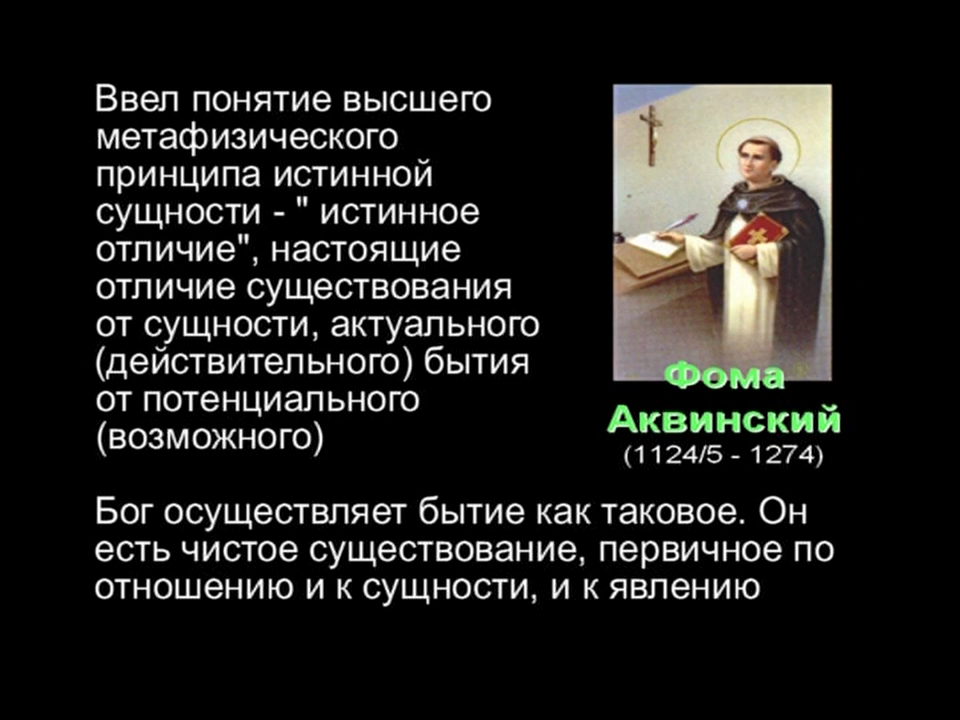 Ввел понятие высшего
метафизического
принципа истинной
сущности - " истинное
отличие", настоящие
отличие существования
от сущности, актуального
(действительного) бытия
от потенциального
(возможного)
Фома
Аквинский
(1124/5 - 1274)
Бог осуществляет бытие как таковое. Он
есть чистое существование, первичное по
отношению и к сущности, и к явлению